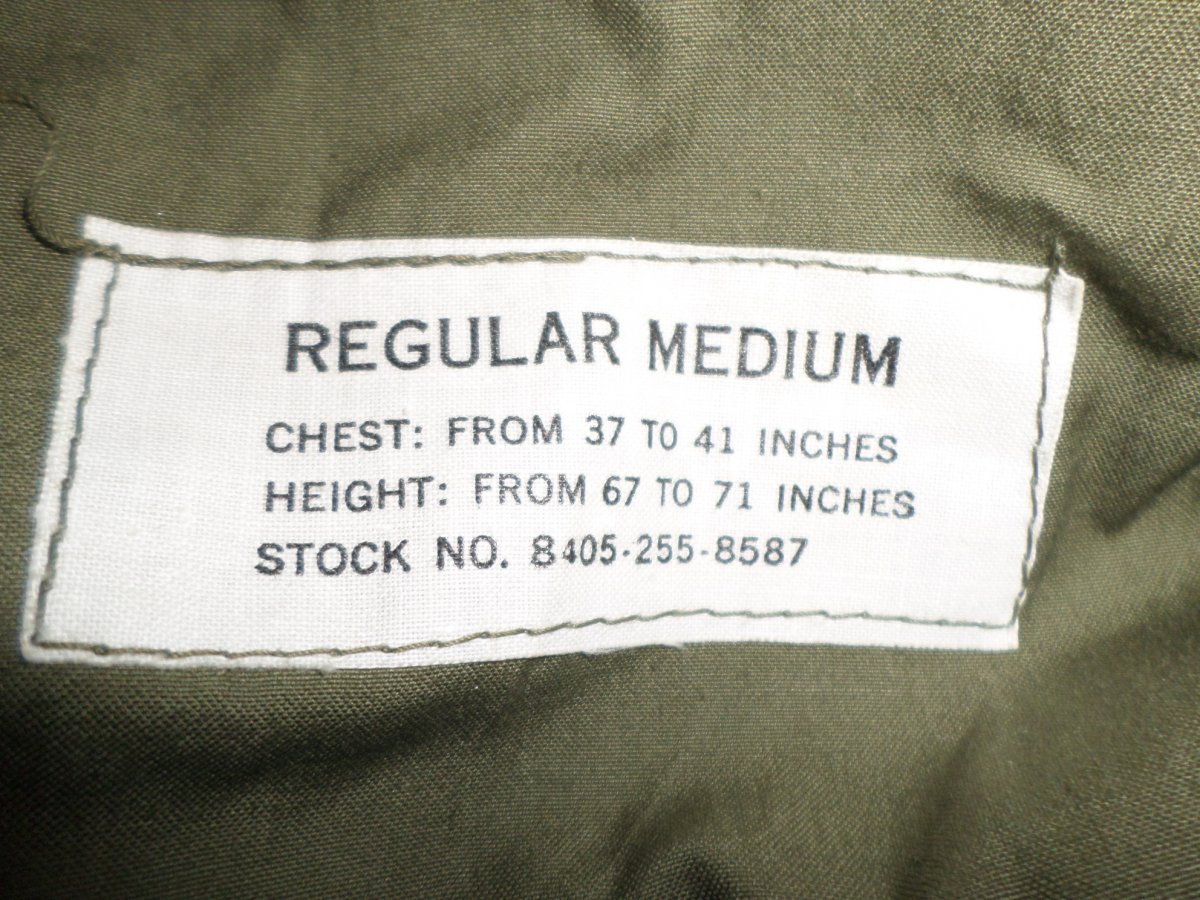 REGULAR MEDIUM
CHEST: FROM 37 TO 41 INCHES
HEIGHT: FROM 67 TO 71 INCHES
STOCK NO. 8405-255-8587